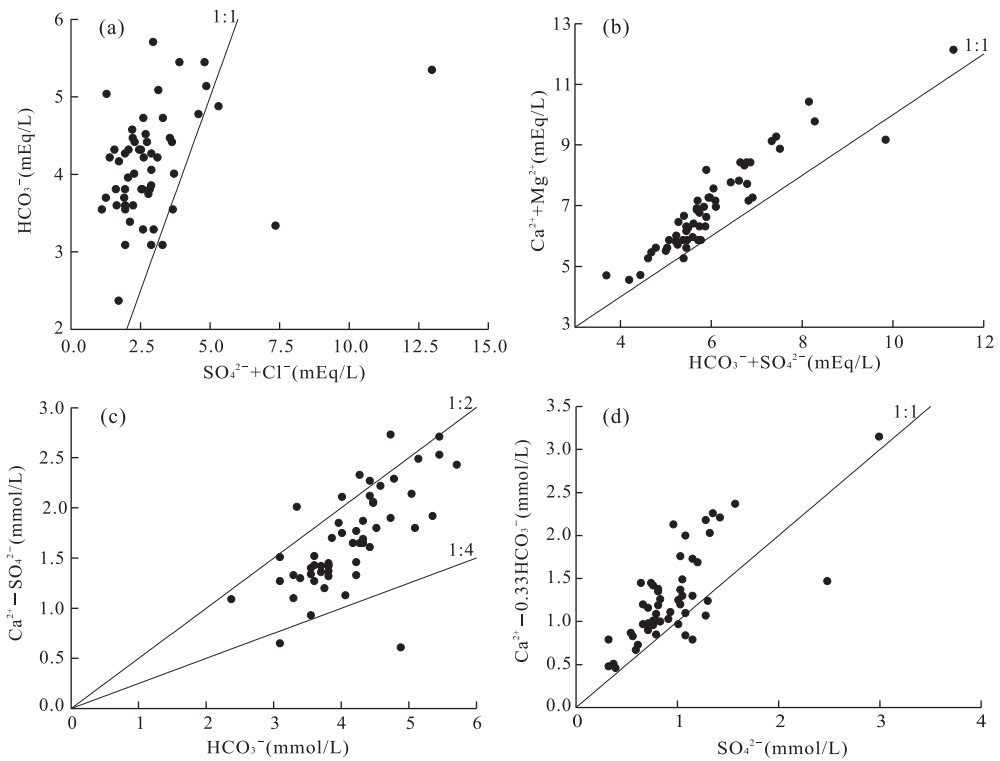 (a)
1:1
6
5
4
3
2
HCO₃⁻(mEq/L)
0.0 2.5 5.0 7.5 10.0 12.5 15.0
SO₄²⁻+Cl⁻(mEq/L)
(b)
1:1
13
11
9
7
5
3
Ca²⁺+Mg²⁺(mEq/L)
4 6 8 10 12
HCO₃⁻+SO₄²⁻(mEq/L)
(c)
1:2
1:4
3.0
2.5
2.0
1.5
1.0
0.5
0.0
Ca²⁺−SO₄²⁻(mmol/L)
0 1 2 3 4 5 6
HCO₃⁻(mmol/L)
(d)
1:1
3.5
3.0
2.5
2.0
1.5
1.0
0.5
0.0
Ca²⁺−0.33HCO₃⁻(mmol/L)
0 1 2 3 4
SO₄²⁻(mmol/L)